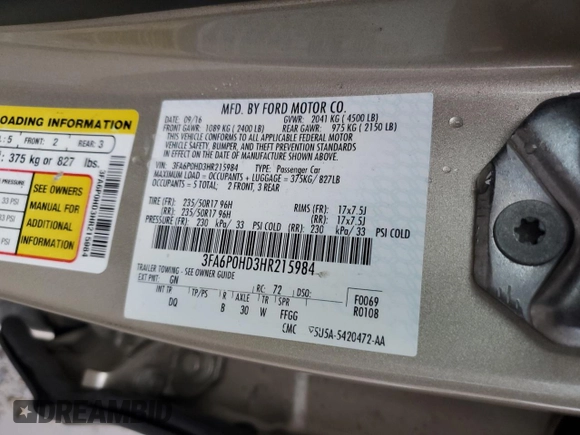 MFD. BY FORD MOTOR CO.
DATE: 09/16 GVWR: 2041 KG ( 4500 LB)
FRONT GAWR: 1089 KG ( 2400 LB) REAR GAWR: 975 KG ( 2150 LB)
THIS VEHICLE CONFORMS TO ALL APPLICABLE FEDERAL MOTOR VEHICLE
SAFETY, BUMPER, AND THEFT PREVENTION STANDARDS
IN EFFECT ON THE DATE OF MANUFACTURE SHOWN ABOVE.
VIN: 3FA6P0HD3HR215984 TYPE: Passenger Car
MAXIMUM LOAD = OCCUPANTS + LUGGAGE = 375KG/ 827LB
OCCUPANTS = 5 TOTAL: 2 FRONT, 3 REAR
TIRE (FR): 235/50R17 96H RIMS (FR): 17x7.5J
(RR): 235/50R17 96H (RR): 17x7.5J
PRESSURE (FR): 230 kPa/ 33 PSI COLD (RR): 230 kPa/ 33 PSI COLD
3FA6P0HD3HR215984
TRAILER TOWING - SEE OWNER GUIDE
EXT PNT: GN RC: 72 DSO: F0069
INT TR TP/PS R AXLE TR SPR R0108
DQ 8 30 W FFGG
CMC SU5A-5420472-AA
LOADING INFORMATION
: 5 FRONT: 2 REAR: 3
: 375 kg or 827 lbs.
PRESSURE
33 PSI
33 PSI
SEE OWNERS
MANUAL FOR
ADDITIONAL
INFORMATION
3FA6P0HD3HR215984
DREAMBID